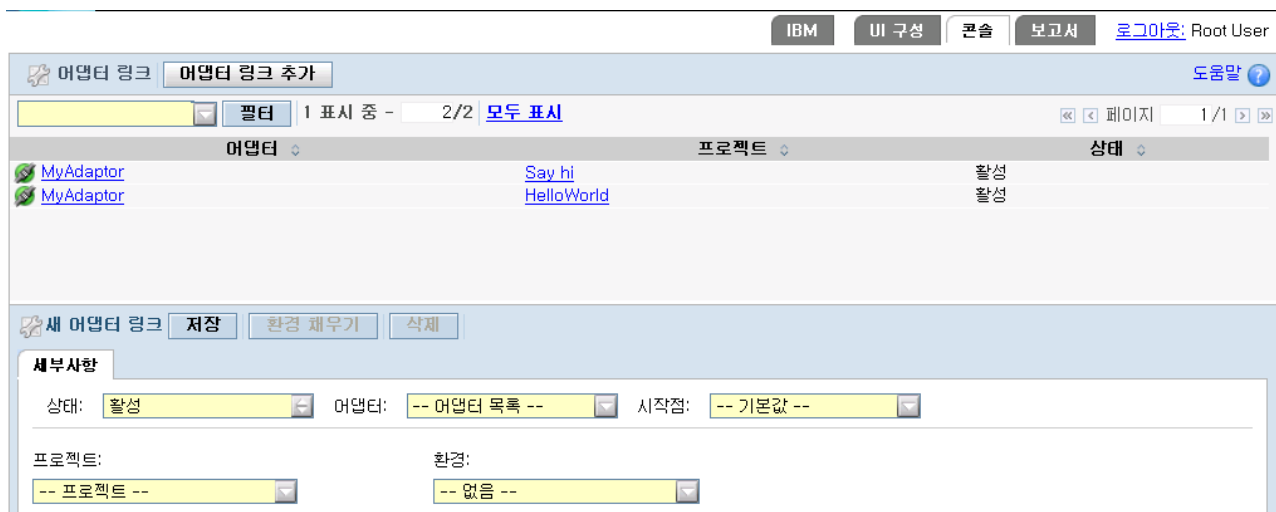 IBM UI 구성 콘솔 보고서 로그아웃: Root User
어댑터 링크 어댑터 링크 추가 도움말
필터 1 표시 중 - 2/2 모두 표시 페이지 1/1
어댑터 프로젝트 상태
MyAdaptor Say hi 활성
MyAdaptor HelloWorld 활성
새 어댑터 링크 저장 환경 채우기 삭제
세부사항
상태: 활성 어댑터: -- 어댑터 목록 -- 시작점: -- 기본값 --
프로젝트: 환경:
-- 프로젝트 -- -- 없음 --